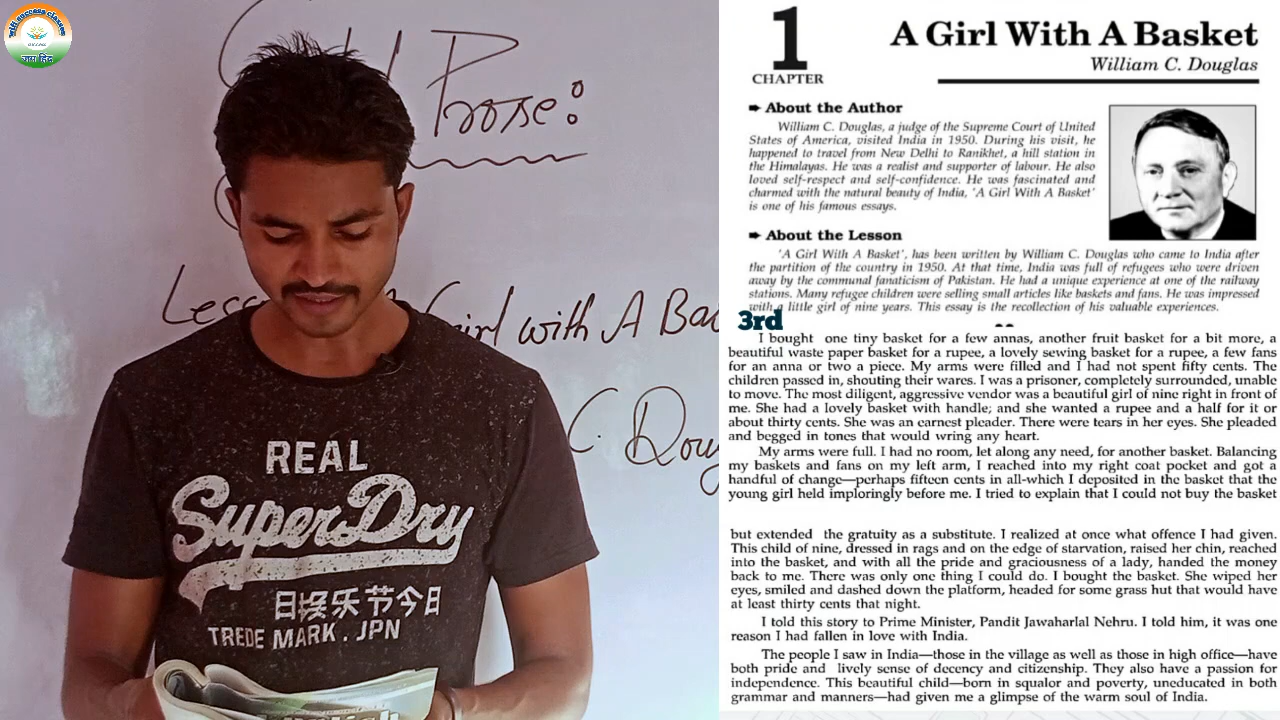 success classes
SUCCESS
Prose:
Girl with A Bas
C. Doug
REAL
SuperDry
TREDE MARK . JPN
1
CHAPTER
A Girl With A Basket
William C. Douglas
➨ About the Author
William C. Douglas, a judge of the Supreme Court of United
States of America, visited India in 1950. During his visit, he
happened to travel from New Delhi to Ranikhet, a hill station in
the Himalayas. He was a realist and supporter of labour. He also
loved self-respect and self-confidence. He was fascinated and
charmed with the natural beauty of India, 'A Girl With A Basket'
is one of his famous essays.
➨ About the Lesson
'A Girl With A Basket', has been written by William C. Douglas who came to India after
the partition of the country in 1950. At that time, India was full of refugees who were driven
away by the communal fanaticism of Pakistan. He had a unique experience at one of the railway
stations. Many refugee children were selling small articles like baskets and fans. He was impressed
with a little girl of nine years. This essay is the recollection of his valuable experiences.
3rd
I bought one tiny basket for a few annas, another fruit basket for a bit more, a
beautiful waste paper basket for a rupee, a lovely sewing basket for a rupee, a few fans
for an anna or two a piece. My arms were filled and I had not spent fifty cents. The
children passed in, shouting their wares. I was a prisoner, completely surrounded, unable
to move. The most diligent, aggressive vendor was a beautiful girl of nine right in front of
me. She had a lovely basket with handle; and she wanted a rupee and a half for it or
about thirty cents. She was an earnest pleader. There were tears in her eyes. She pleaded
and begged in tones that would wring any heart.
My arms were full. I had no room, let along any need, for another basket. Balancing
my baskets and fans on my left arm, I reached into my right coat pocket and got a
handful of change—perhaps fifteen cents in all-which I deposited in the basket that the
young girl held imploringly before me. I tried to explain that I could not buy the basket
but extended the gratuity as a substitute. I realized at once what offence I had given.
This child of nine, dressed in rags and on the edge of starvation, raised her chin, reached
into the basket, and with all the pride and graciousness of a lady, handed the money
back to me. There was only one thing I could do. I bought the basket. She wiped her
eyes, smiled and dashed down the platform, headed for some grass hut that would have
at least thirty cents that night.
I told this story to Prime Minister, Pandit Jawaharlal Nehru. I told him, it was one
reason I had fallen in love with India.
The people I saw in India—those in the village as well as those in high office—have
both pride and lively sense of decency and citizenship. They also have a passion for
independence. This beautiful child—born in squalor and poverty, uneducated in both
grammar and manners—had given me a glimpse of the warm soul of India.